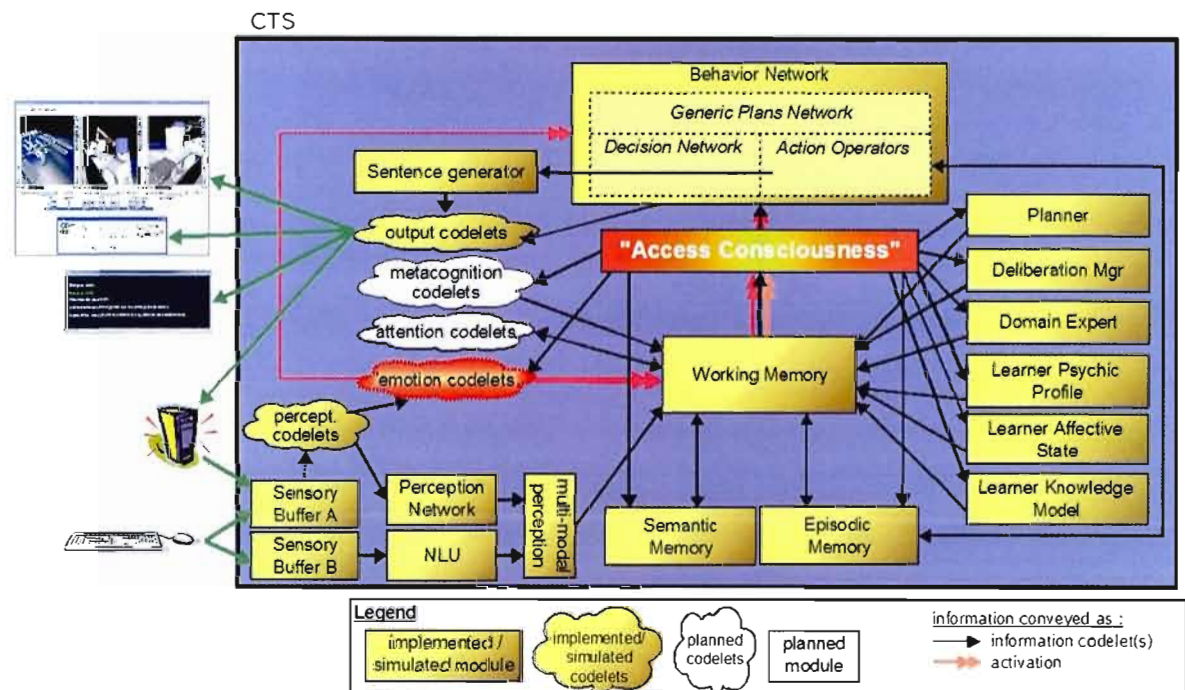 CTS
Behavior Network
Generic Plans Network
Decision Network
Action Operators
Sentence generator
output codelets
metacognition
codelets
attention codelets
emotion codelets
percept.
codelets
"Access Consciousness"
Working Memory
Planner
Deliberation Mgr
Domain Expert
Learner Psychic
Profile
Learner Affective
State
Learner Knowledge
Model
Sensory
Buffer A
Sensory
Buffer B
Perception
Network
NLU
multi-modal
perception
Semantic
Memory
Episodic
Memory
Legend
implemented /
simulated module
implemented/
simulated
codelets
planned
codelets
planned
module
information conveyed as :
information codelet(s)
activation